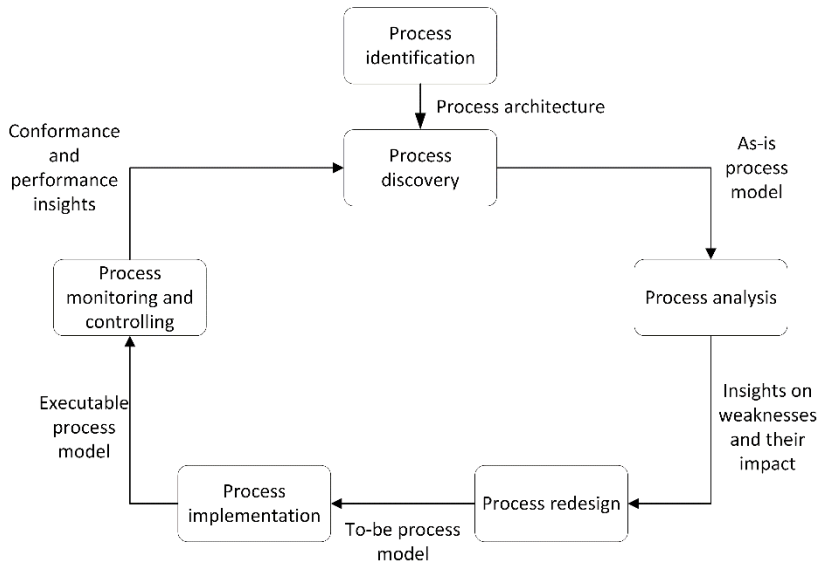 Process
identification
Process architecture
Process
discovery
As-is
process
model
Process analysis
Insights on
weaknesses
and their
impact
Process redesign
To-be process
model
Process
implementation
Executable
process
model
Process
monitoring and
controlling
Conformance
and
performance
insights